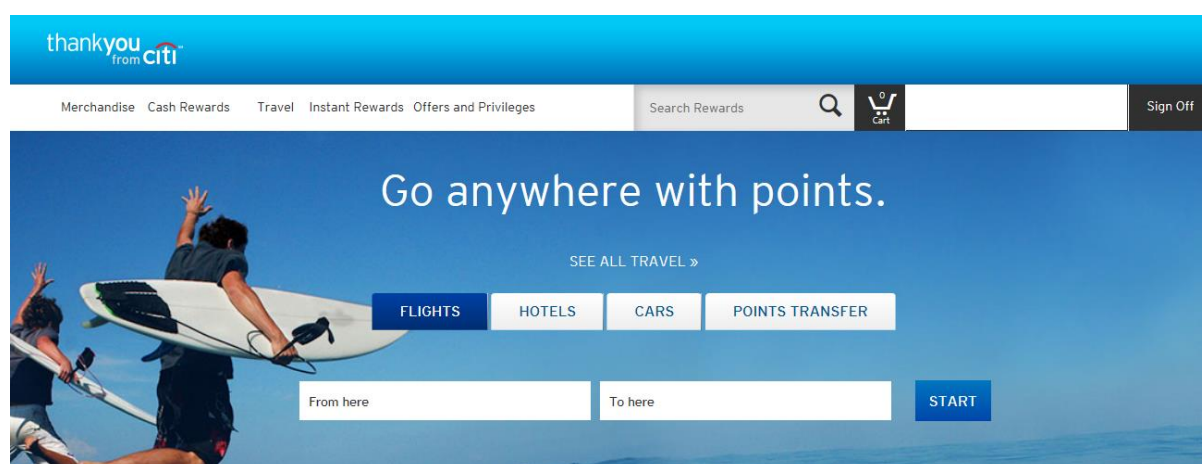 thankyou
from citi
Merchandise Cash Rewards Travel Instant Rewards Offers and Privileges Search Rewards 0 Cart Sign Off
Go anywhere with points.
SEE ALL TRAVEL »
FLIGHTS HOTELS CARS POINTS TRANSFER
From here To here START